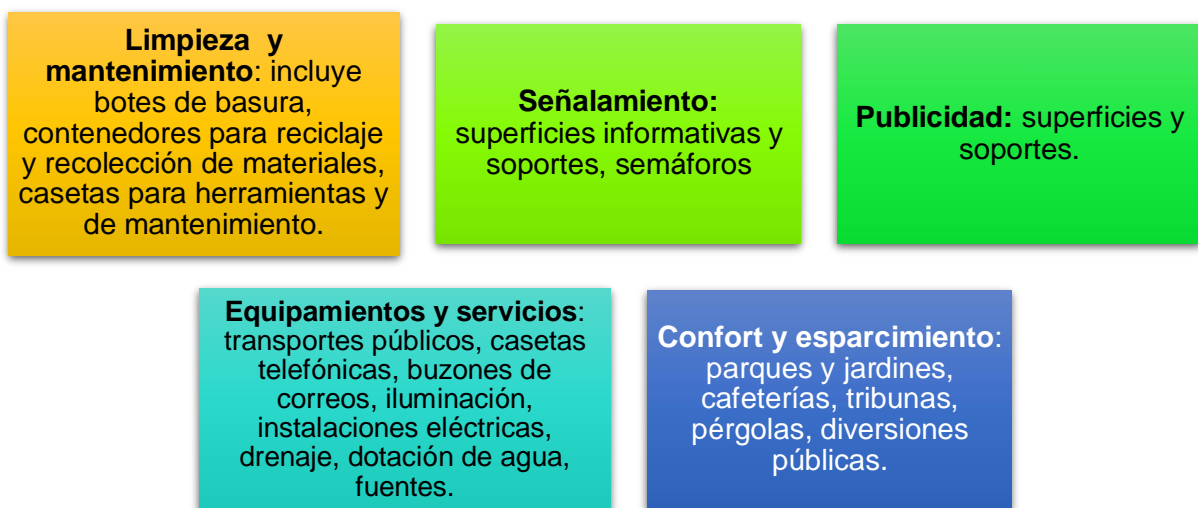 Limpieza y
mantenimiento: incluye
botes de basura,
contenedores para reciclaje
y recolección de materiales,
casetas para herramientas y
de mantenimiento.
Señalamiento:
superficies informativas y
soportes, semáforos
Publicidad: superficies y
soportes.
Equipamientos y servicios:
transportes públicos, casetas
telefónicas, buzones de
correos, iluminación,
instalaciones eléctricas,
drenaje, dotación de agua,
fuentes.
Confort y esparcimiento:
parques y jardines,
cafeterías, tribunas,
pérgolas, diversiones
públicas.